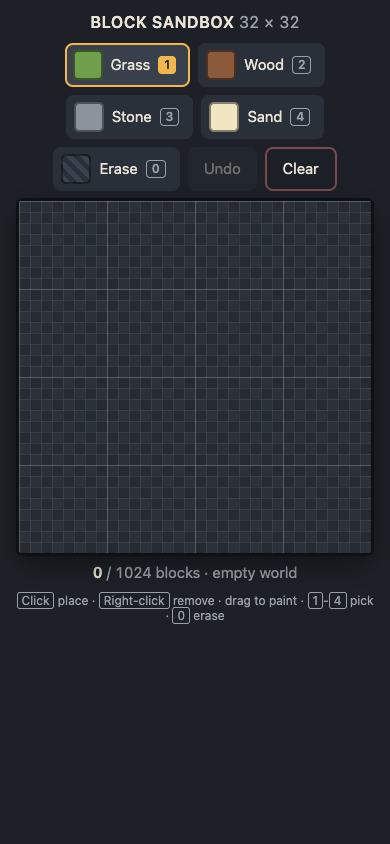 BLOCK SANDBOX 32 × 32
Grass 1 Wood 2
Stone 3 Sand 4
Erase 0 Undo Clear
0 / 1024 blocks · empty world
Click place · Right-click remove · drag to paint · 1-4 pick
· 0 erase